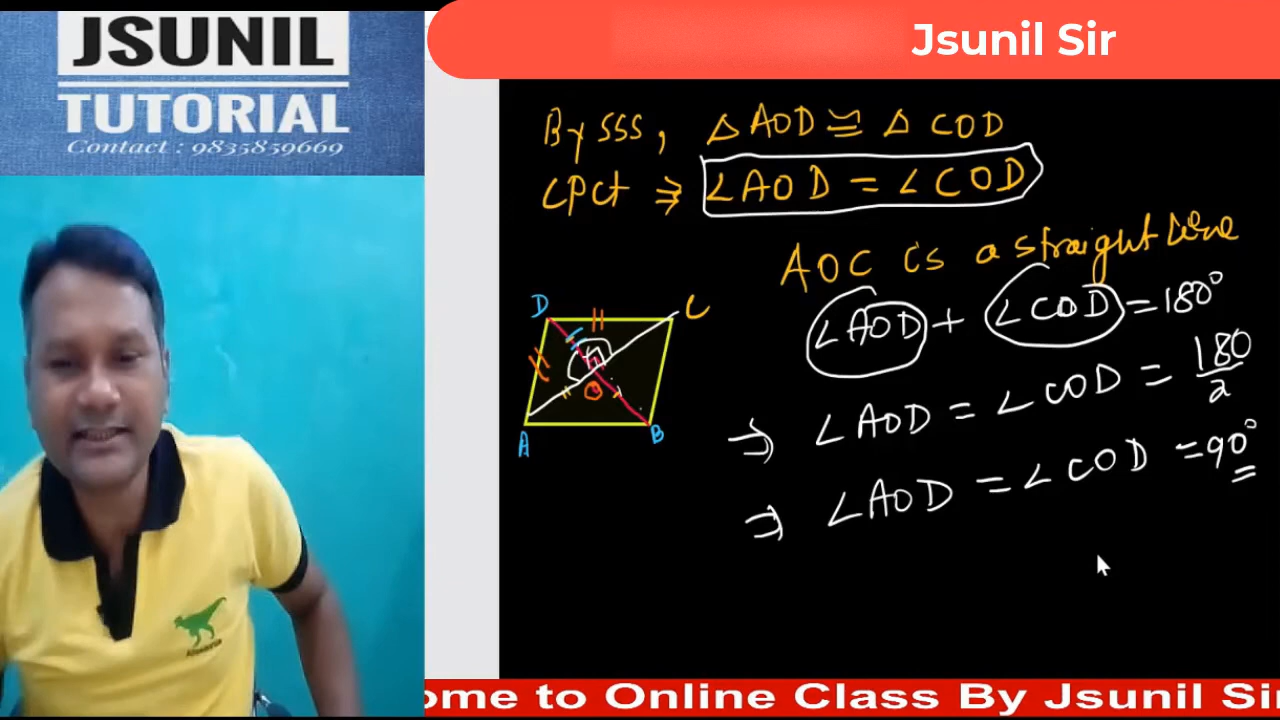 JSUNIL
TUTORIAL
Contact : 9835859669
Jsunil Sir
By SSS, △ AOD ≅ △ COD
CPCt ⇒ ∠AOD = ∠COD
AOC is a straight line
∠AOD + ∠COD = 180°
⇒ ∠AOD = ∠COD = 180/2
⇒ ∠AOD = ∠COD = 90°
D C
O
A B
ome to Online Class By Jsunil Sir